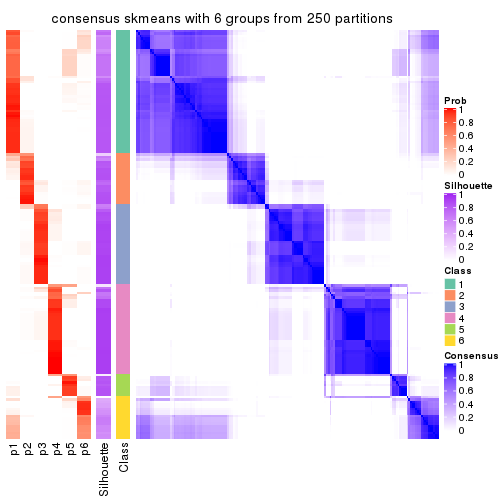 consensus skmeans with 6 groups from 250 partitions
Prob
1
0.8
0.6
0.4
0.2
0
Silhouette
1
0.8
0.6
0.4
0.2
0
Class
1
2
3
4
5
6
Consensus
1
0.8
0.6
0.4
0.2
0
p1
p2
p3
p4
p5
p6
Silhouette
Class